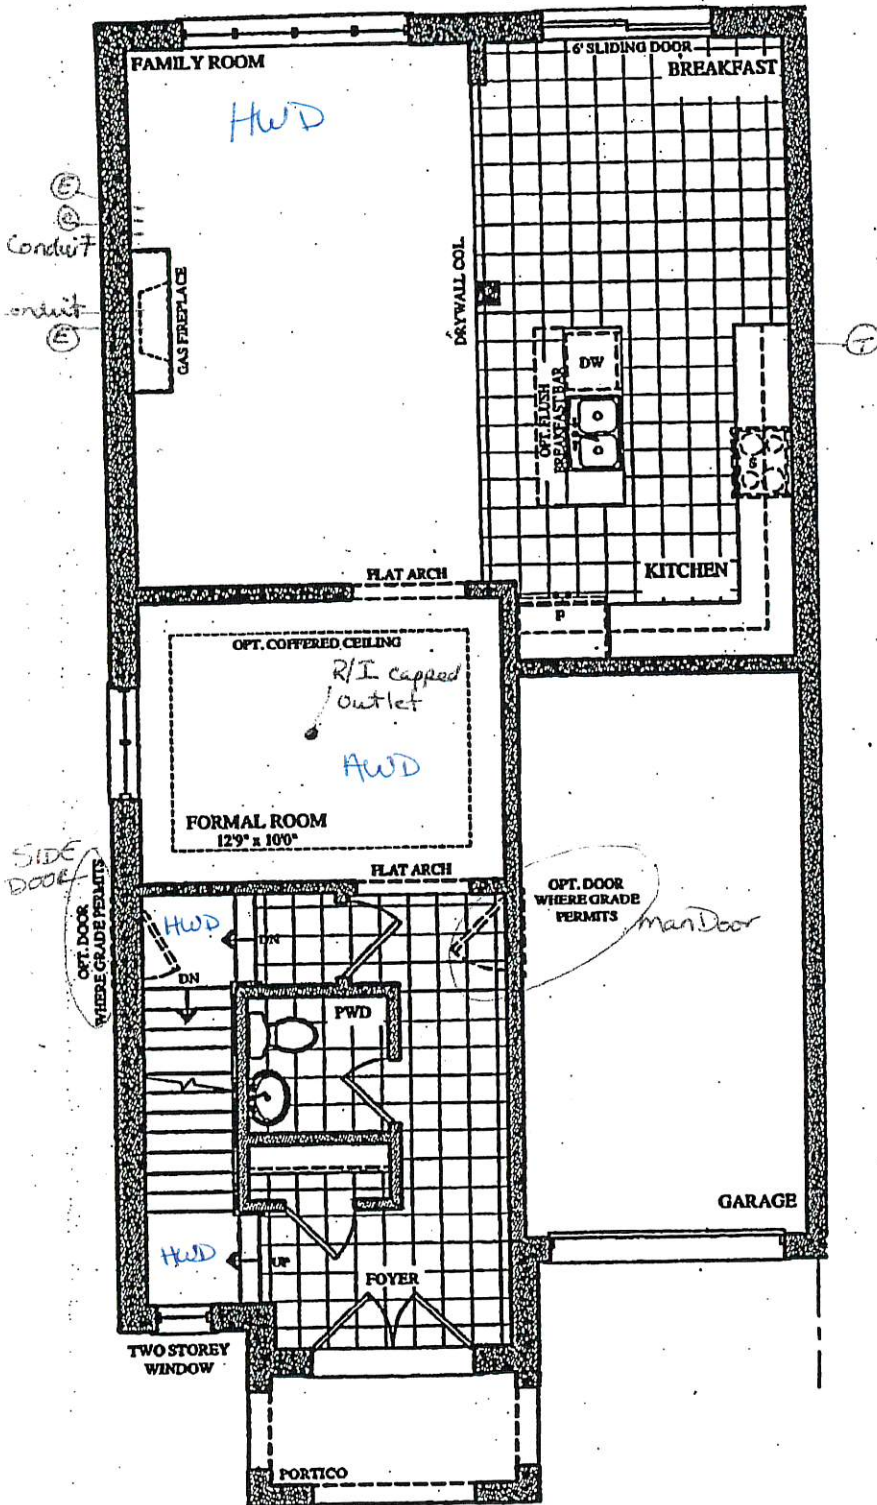 6' SLIDING DOOR
FAMILY ROOM
BREAKFAST
HWD
E
C
Conduit
onduit
E
GAS FIREPLACE
DRYWALL COL.
T
DW
OPT. FLUSH
BREAKFAST BAR
FLAT ARCH
KITCHEN
P
OPT. COFFERED CEILING
R/I capped
outlet
HWD
FORMAL ROOM
12'9" x 10'0"
FLAT ARCH
SIDE
DOOR
OPT. DOOR
WHERE GRADE PERMITS
OPT. DOOR
WHERE GRADE
PERMITS
ManDoor
HWD
DN
DN
PWD
GARAGE
HWD
UP
FOYER
TWO STOREY
WINDOW
PORTICO